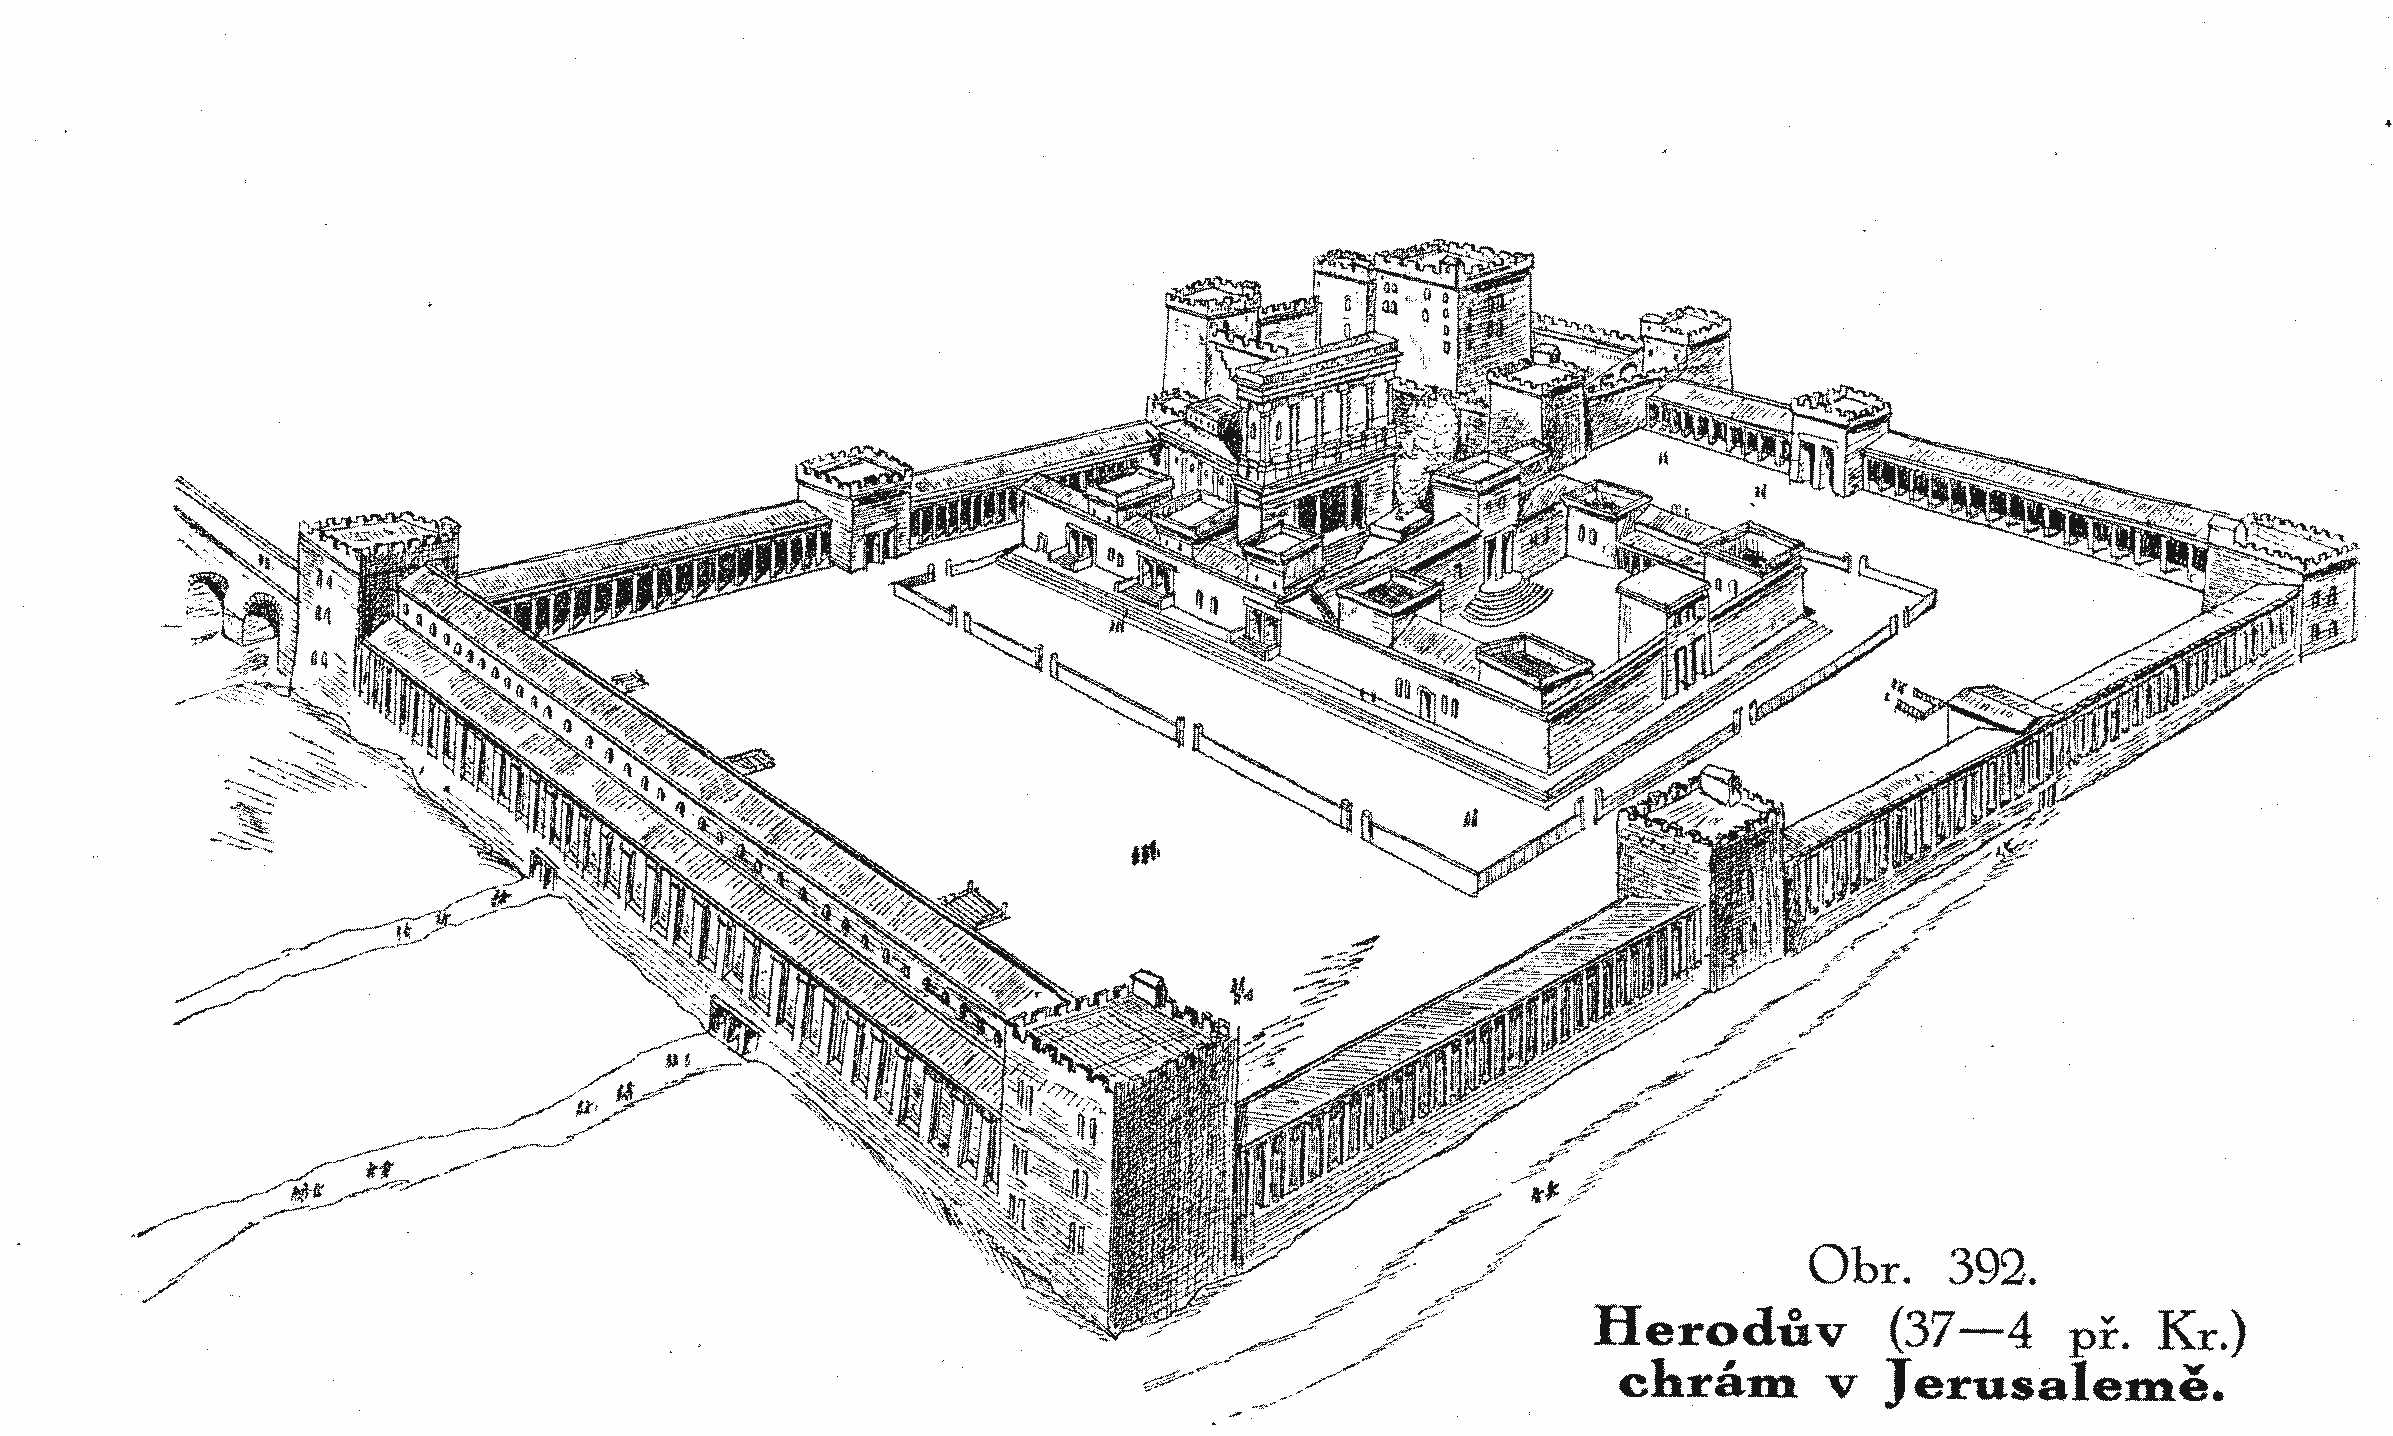 Obr. 392.
Herodův (37—4 př. Kr.)
chrám v Jerusalemě.